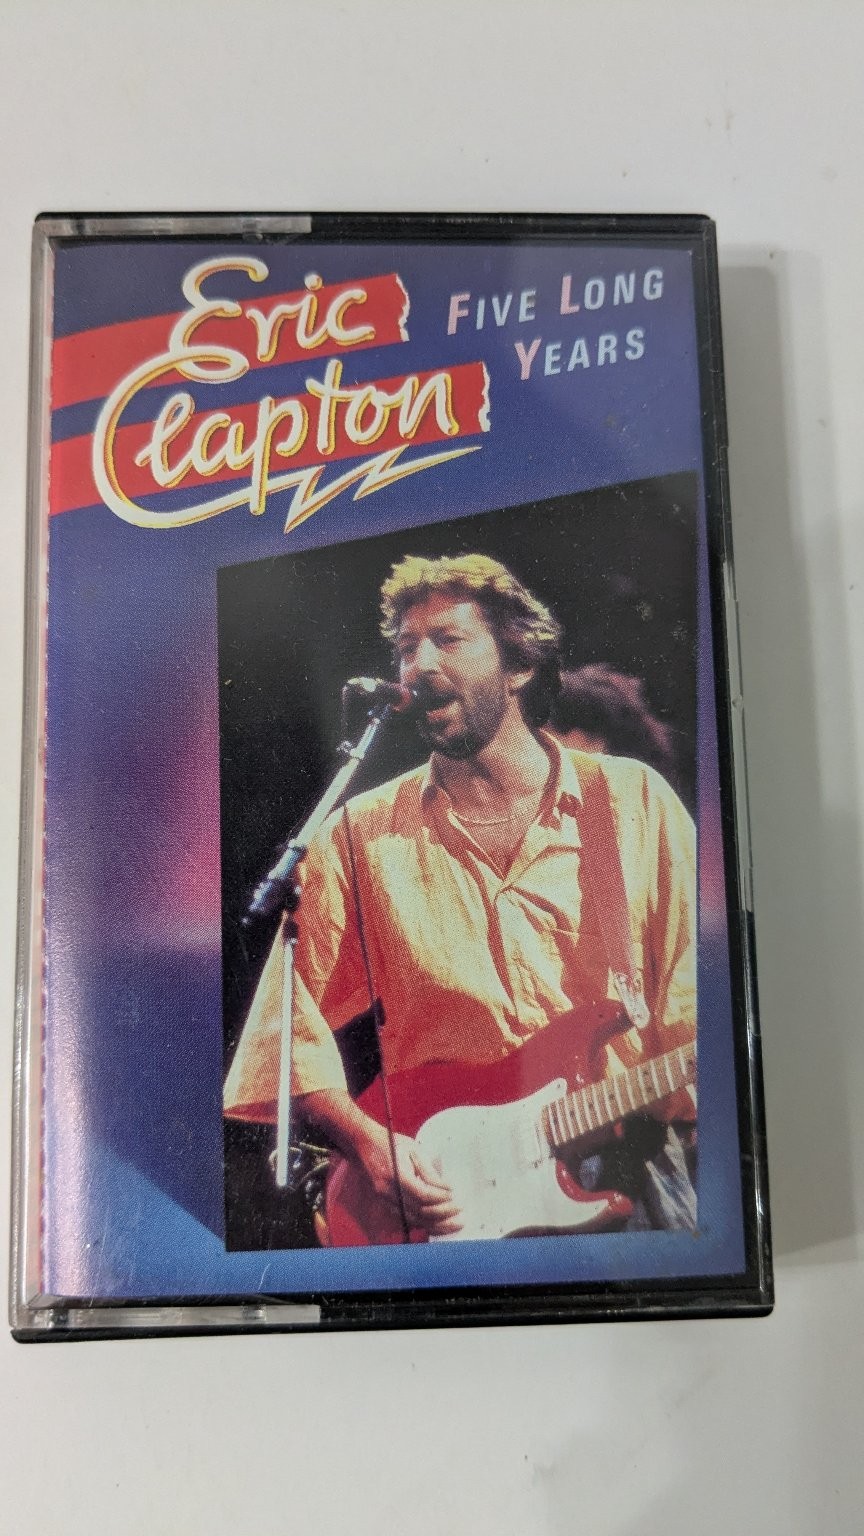 Eric
Clapton
FIVE LONG
YEARS